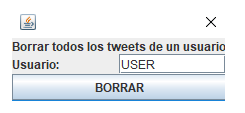 Borrar todos los tweets de un usuario
Usuario: USER
BORRAR